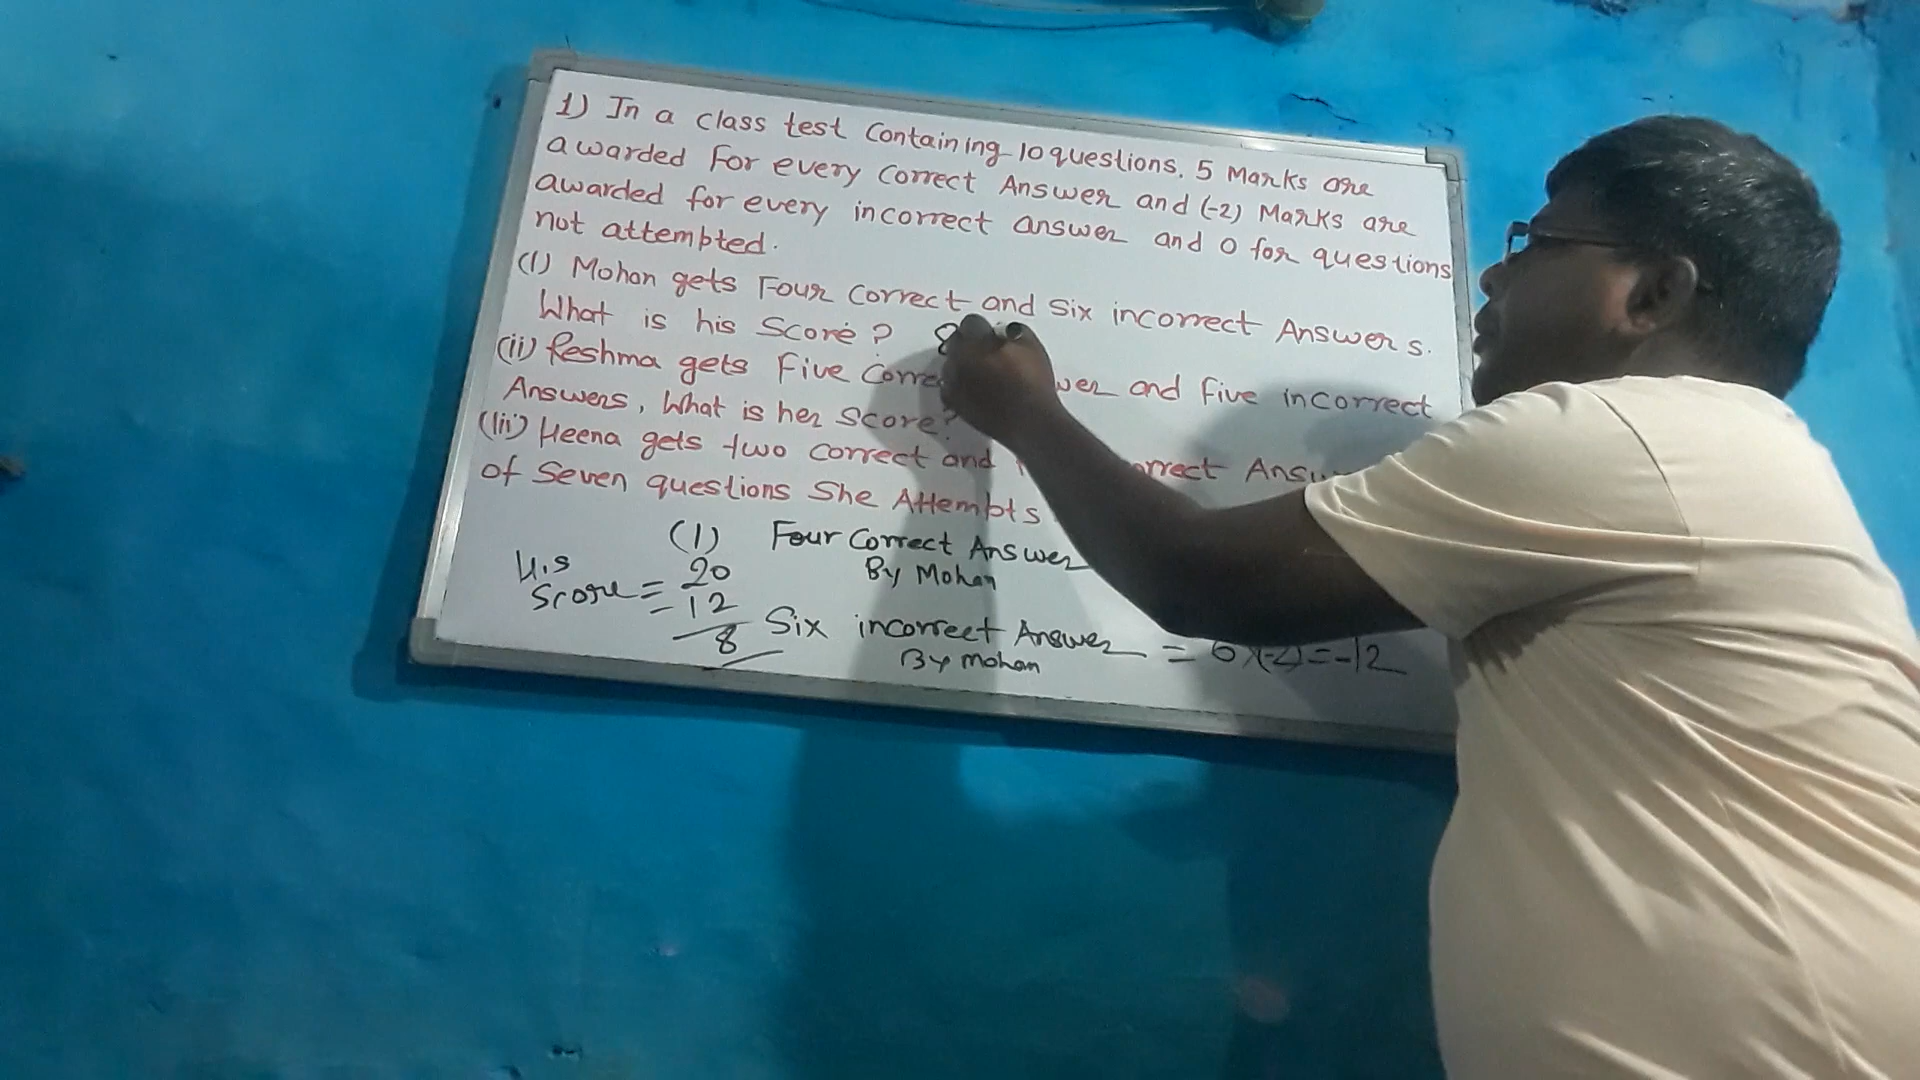 1) In a class test Containing 10 questions. 5 Marks are
awarded For every Correct Answer and (-2) Marks are
awarded for every incorrect answer and 0 for questions
not attempted.
(I) Mohan gets Four Correct and Six incorrect Answers.
What is his Score? 8
(ii) Reshma gets Five and five incorrect
Answers, What is her Score?
(iii) Heena gets two correct and
of Seven questions She Attempts
(1) Four Correct Answer
By Mohan
His
Score = 20
-12
8
Six incorrect Answer = 6x(-2)=-12
By Mohan